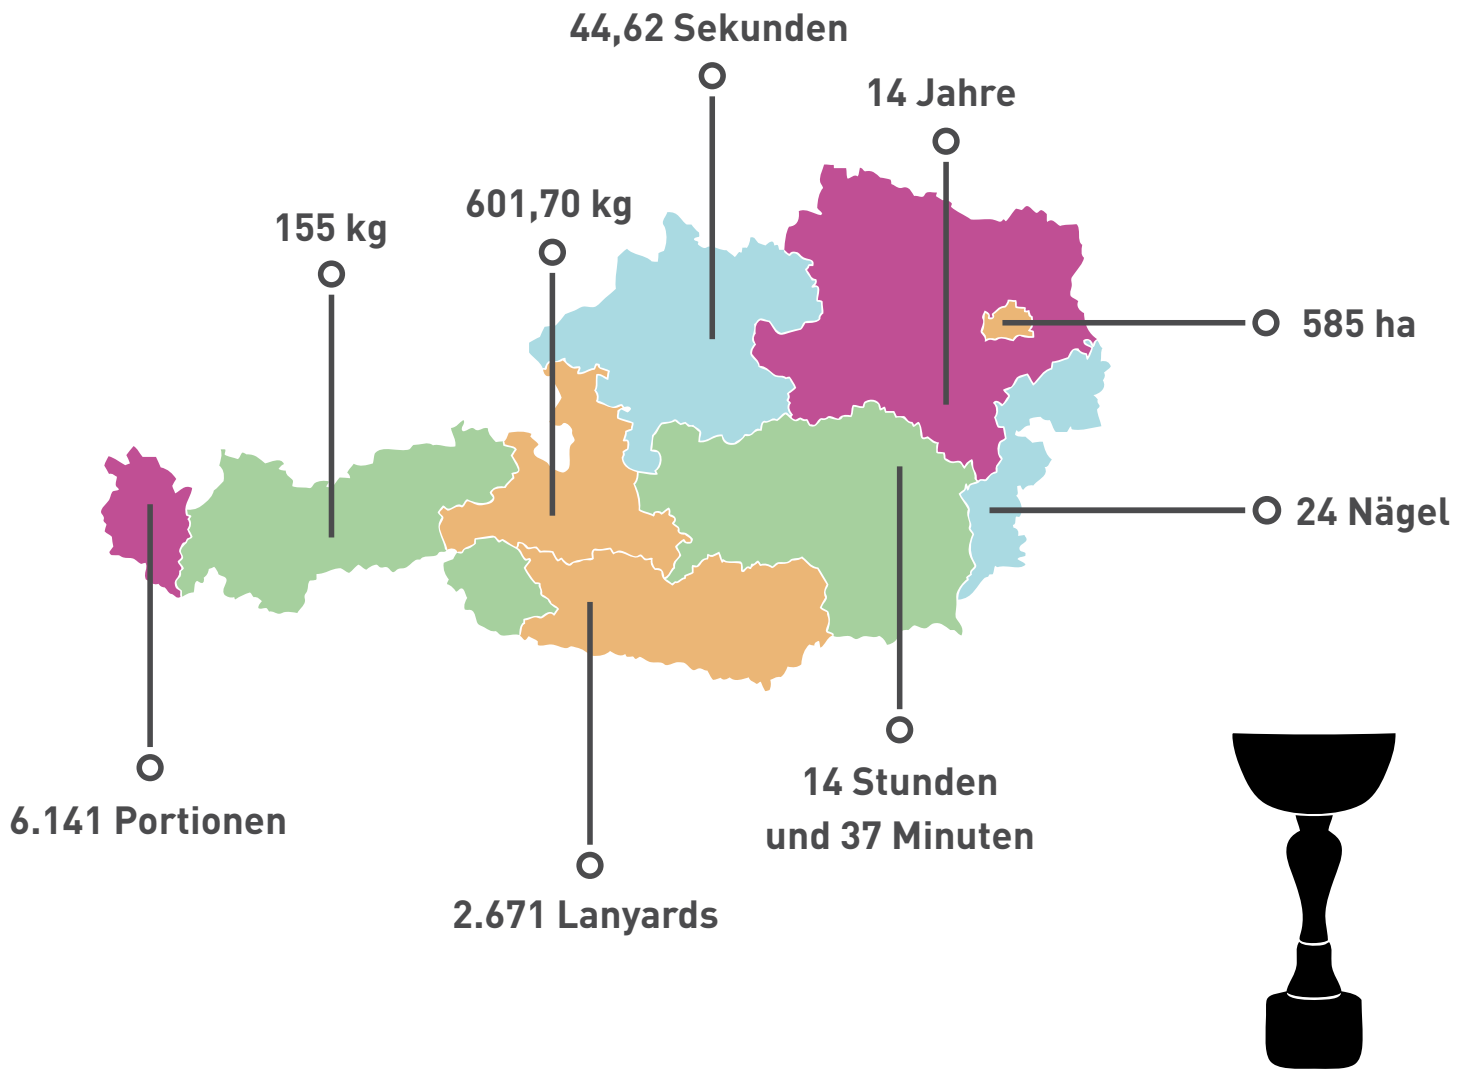 44,62 Sekunden
14 Jahre
601,70 kg
155 kg
585 ha
24 Nägel
14 Stunden
und 37 Minuten
6.141 Portionen
2.671 Lanyards